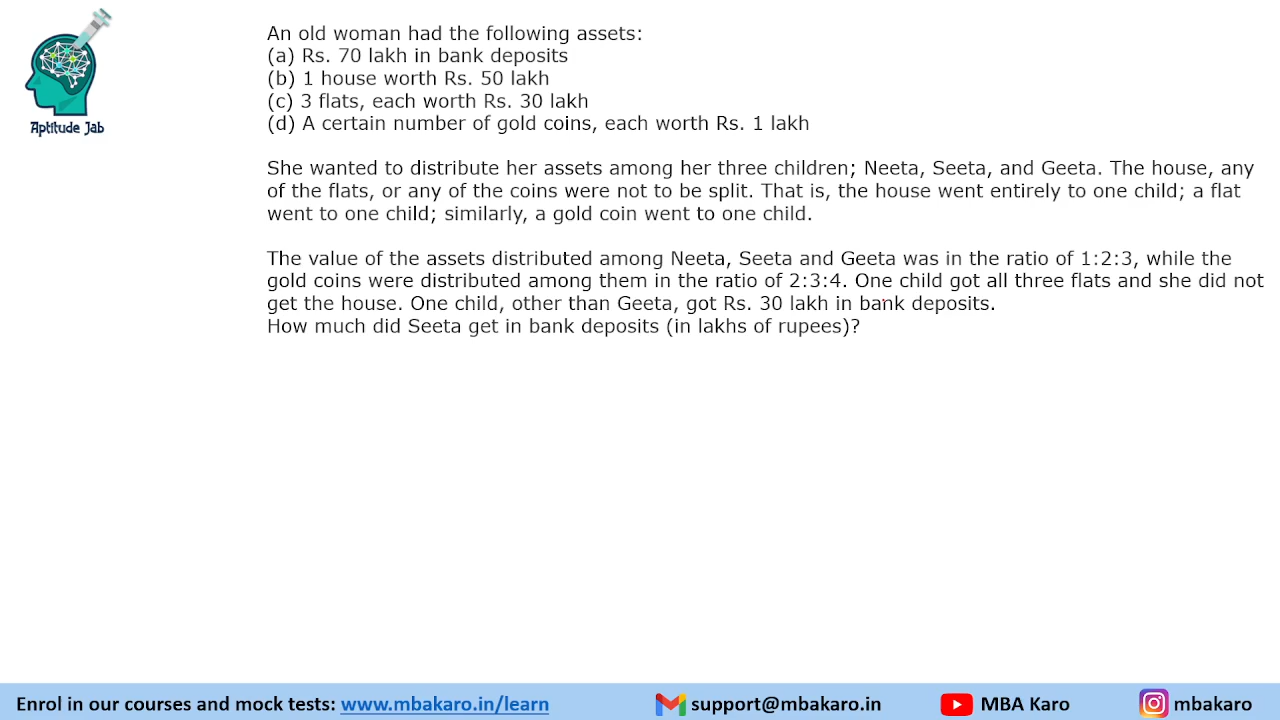 Aptitude Jab
An old woman had the following assets:
(a) Rs. 70 lakh in bank deposits
(b) 1 house worth Rs. 50 lakh
(c) 3 flats, each worth Rs. 30 lakh
(d) A certain number of gold coins, each worth Rs. 1 lakh
She wanted to distribute her assets among her three children; Neeta, Seeta, and Geeta. The house, any
of the flats, or any of the coins were not to be split. That is, the house went entirely to one child; a flat
went to one child; similarly, a gold coin went to one child.
The value of the assets distributed among Neeta, Seeta and Geeta was in the ratio of 1:2:3, while the
gold coins were distributed among them in the ratio of 2:3:4. One child got all three flats and she did not
get the house. One child, other than Geeta, got Rs. 30 lakh in bank deposits.
How much did Seeta get in bank deposits (in lakhs of rupees)?
Enrol in our courses and mock tests: www.mbakaro.in/learn support@mbakaro.in MBA Karo mbakaro